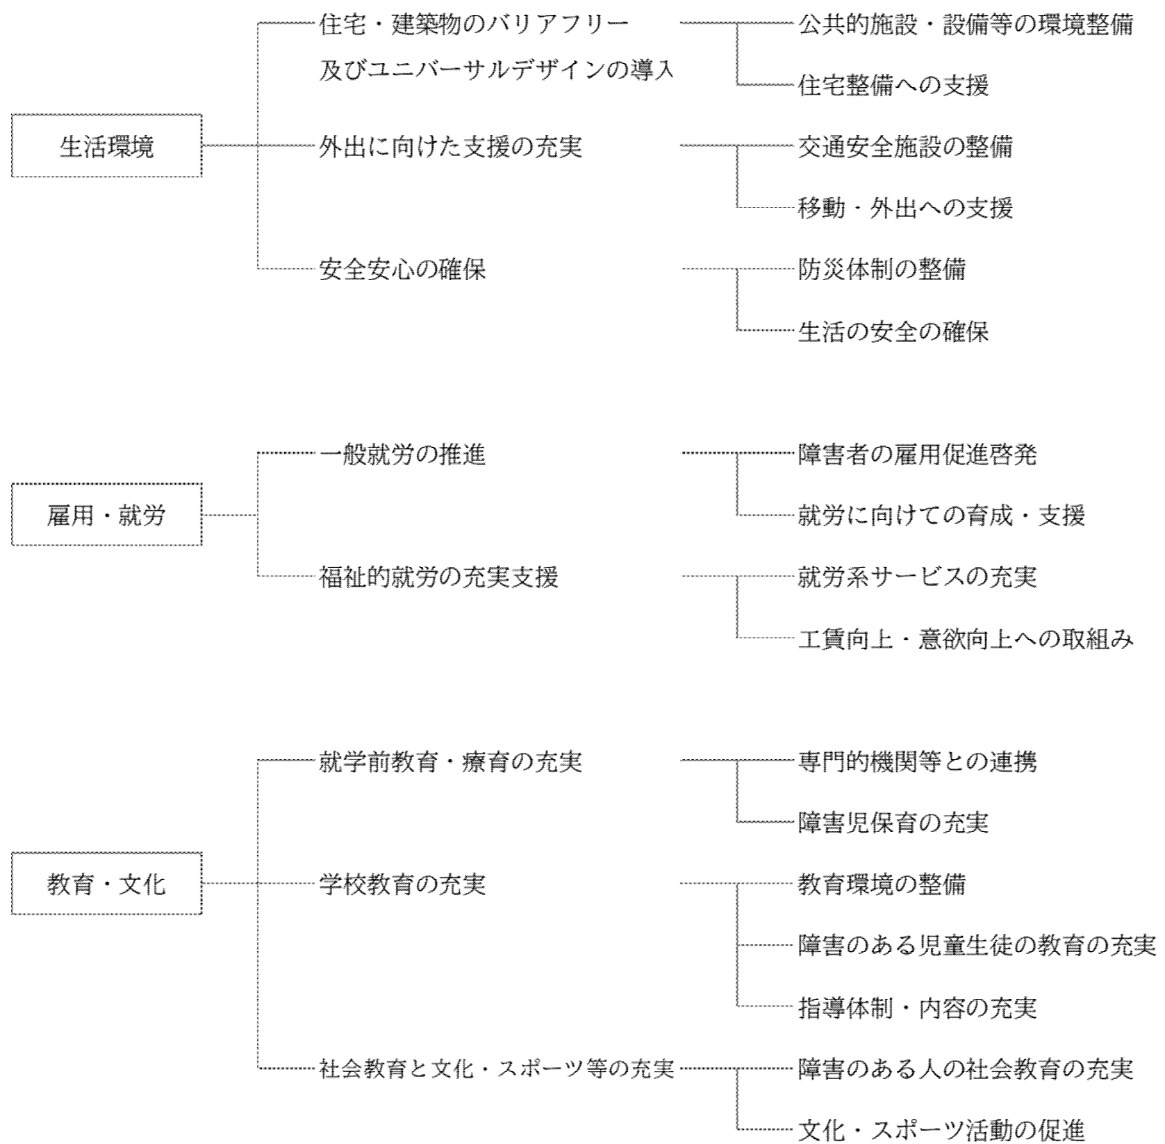 生活環境
住宅・建築物のバリアフリー
及びユニバーサルデザインの導入
公共的施設・設備等の環境整備
住宅整備への支援
外出に向けた支援の充実
交通安全施設の整備
移動・外出への支援
安全安心の確保
防災体制の整備
生活の安全の確保
雇用・就労
一般就労の推進
障害者の雇用促進啓発
就労に向けての育成・支援
福祉的就労の充実支援
就労系サービスの充実
工賃向上・意欲向上への取組み
教育・文化
就学前教育・療育の充実
専門的機関等との連携
障害児保育の充実
学校教育の充実
教育環境の整備
障害のある児童生徒の教育の充実
指導体制・内容の充実
社会教育と文化・スポーツ等の充実
障害のある人の社会教育の充実
文化・スポーツ活動の促進